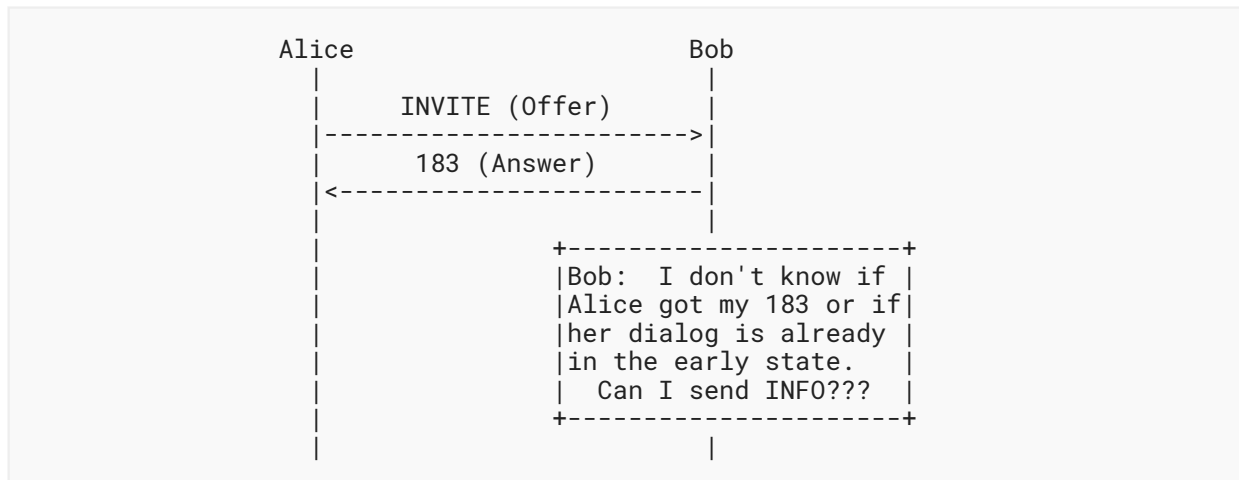 Alice Bob
| |
| INVITE (Offer) |
|------------------------>|
| 183 (Answer) |
|<------------------------|
| |
| +----------------------+
| |Bob: I don't know if |
| |Alice got my 183 or if|
| |her dialog is already |
| |in the early state. |
| | Can I send INFO??? |
| +----------------------+
| |